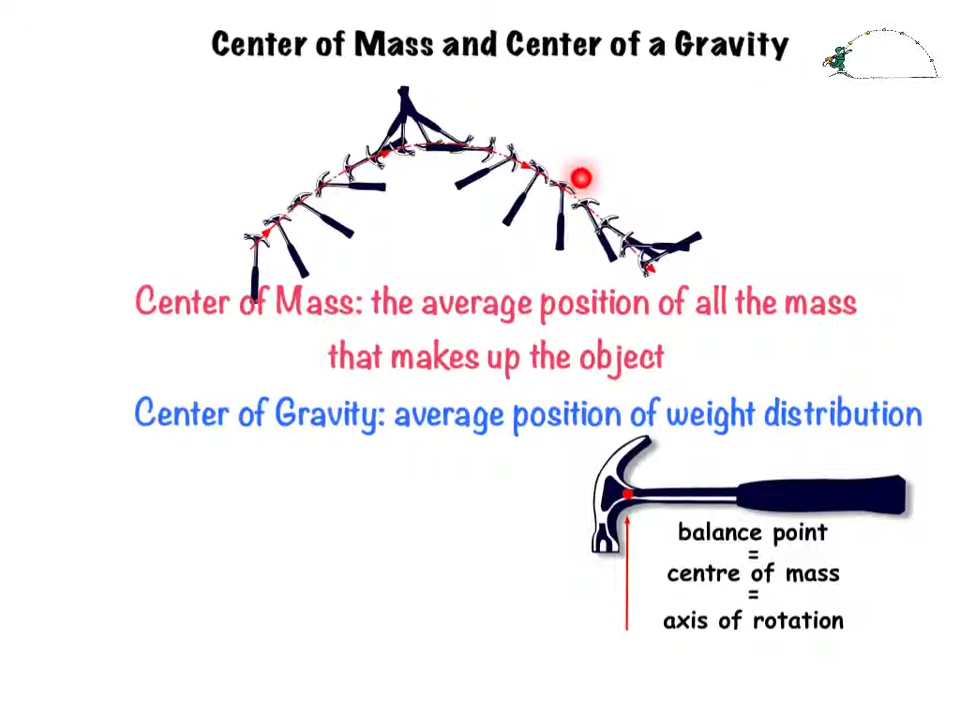 Center of Mass and Center of a Gravity
Center of Mass: the average position of all the mass
that makes up the object
Center of Gravity: average position of weight distribution
balance point
=
centre of mass
=
axis of rotation